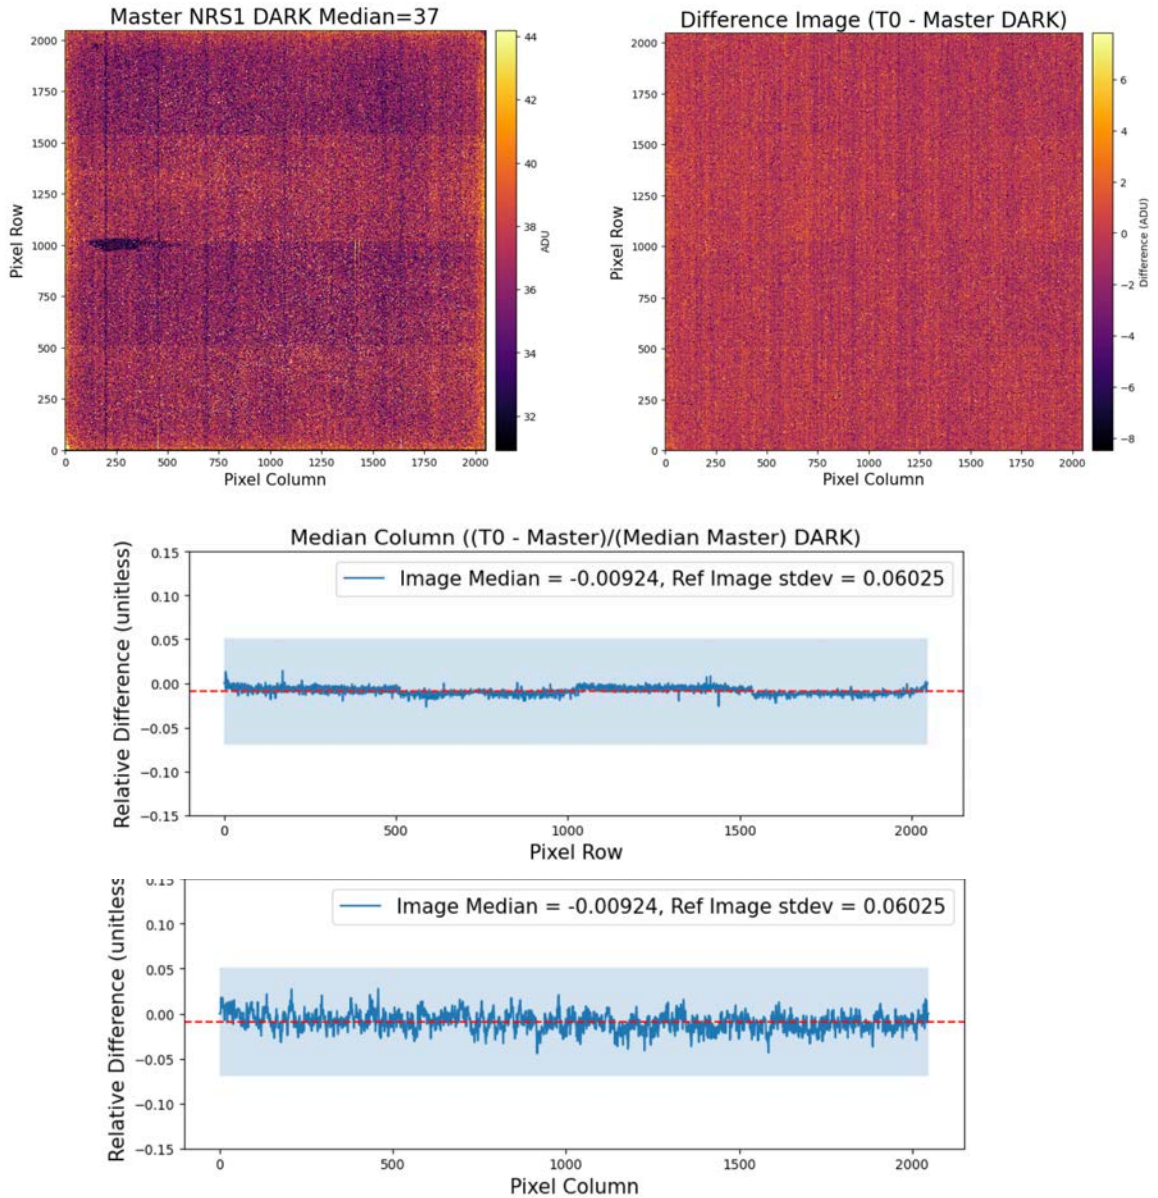 Master NRS1 DARK Median=37
2000
1750
1500
1250
1000
750
500
250
0
Pixel Row
0 250 500 750 1000 1250 1500 1750 2000
Pixel Column
44
42
40
38
36
34
32
ADU
Difference Image (T0 - Master DARK)
2000
1750
1500
1250
1000
750
500
250
0
Pixel Row
0 250 500 750 1000 1250 1500 1750 2000
Pixel Column
6
4
2
0
−2
−4
−6
−8
Difference (ADU)
Median Column ((T0 - Master)/(Median Master) DARK)
Image Median = -0.00924, Ref Image stdev = 0.06025
0.15
0.10
0.05
0.00
−0.05
−0.10
−0.15
Relative Difference (unitless)
0 500 1000 1500 2000
Pixel Row
Image Median = -0.00924, Ref Image stdev = 0.06025
0.15
0.10
0.05
0.00
−0.05
−0.10
−0.15
Relative Difference (unitless
0 500 1000 1500 2000
Pixel Column